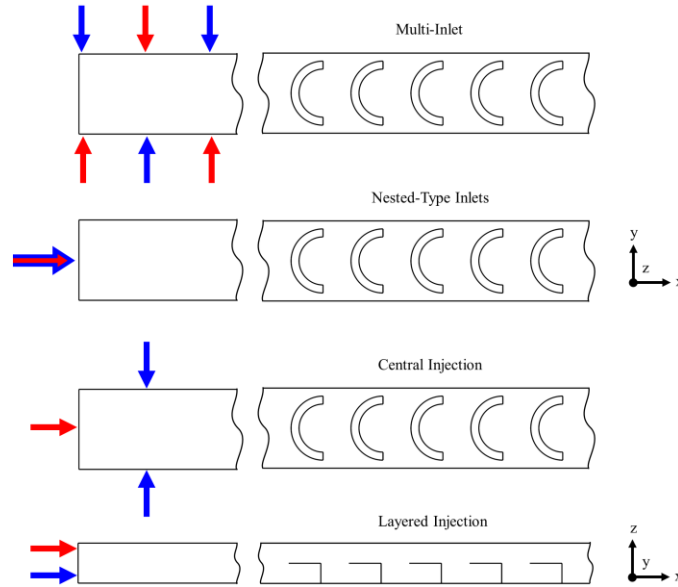 Multi-Inlet
Nested-Type Inlets
y
z
x
Central Injection
Layered Injection
z
y
x